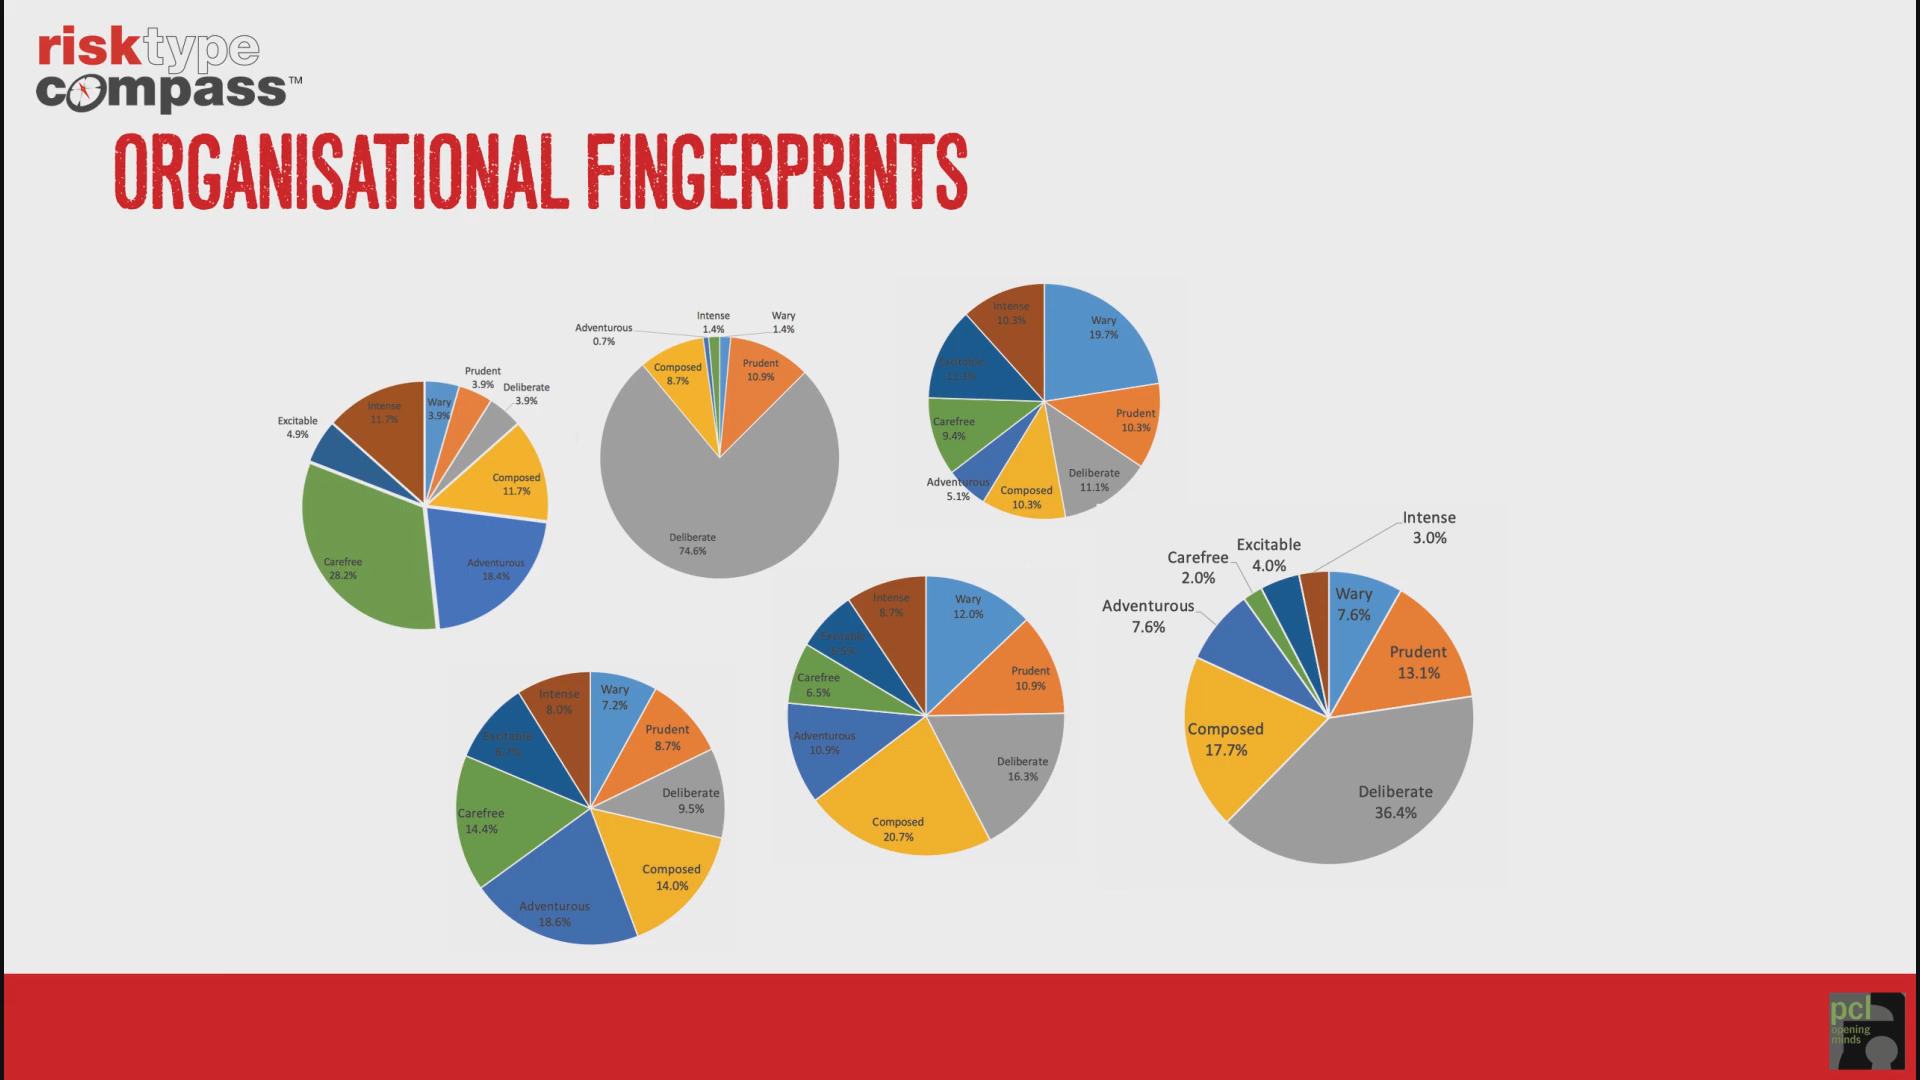 risktype
compass™
ORGANISATIONAL FINGERPRINTS
Wary
3.9%
Prudent
3.9%
Deliberate
3.9%
Composed
11.7%
Adventurous
18.4%
Carefree
28.2%
Excitable
4.9%
Intense
11.7%
Adventurous
0.7%
Intense
1.4%
Wary
1.4%
Prudent
10.9%
Composed
8.7%
Deliberate
74.6%
Intense
10.3%
Wary
19.7%
Excitable
Prudent
10.3%
Carefree
9.4%
Deliberate
11.1%
Adventurous
5.1%
Composed
10.3%
Intense
8.0%
Wary
7.2%
Prudent
8.7%
Excitable
Deliberate
9.5%
Carefree
14.4%
Composed
14.0%
Adventurous
18.6%
Intense
8.7%
Wary
12.0%
Excitable
6.5%
Prudent
10.9%
Carefree
6.5%
Adventurous
10.9%
Deliberate
16.3%
Composed
20.7%
Intense
3.0%
Excitable
4.0%
Carefree
2.0%
Adventurous
7.6%
Wary
7.6%
Prudent
13.1%
Composed
17.7%
Deliberate
36.4%
pcl
opening
minds